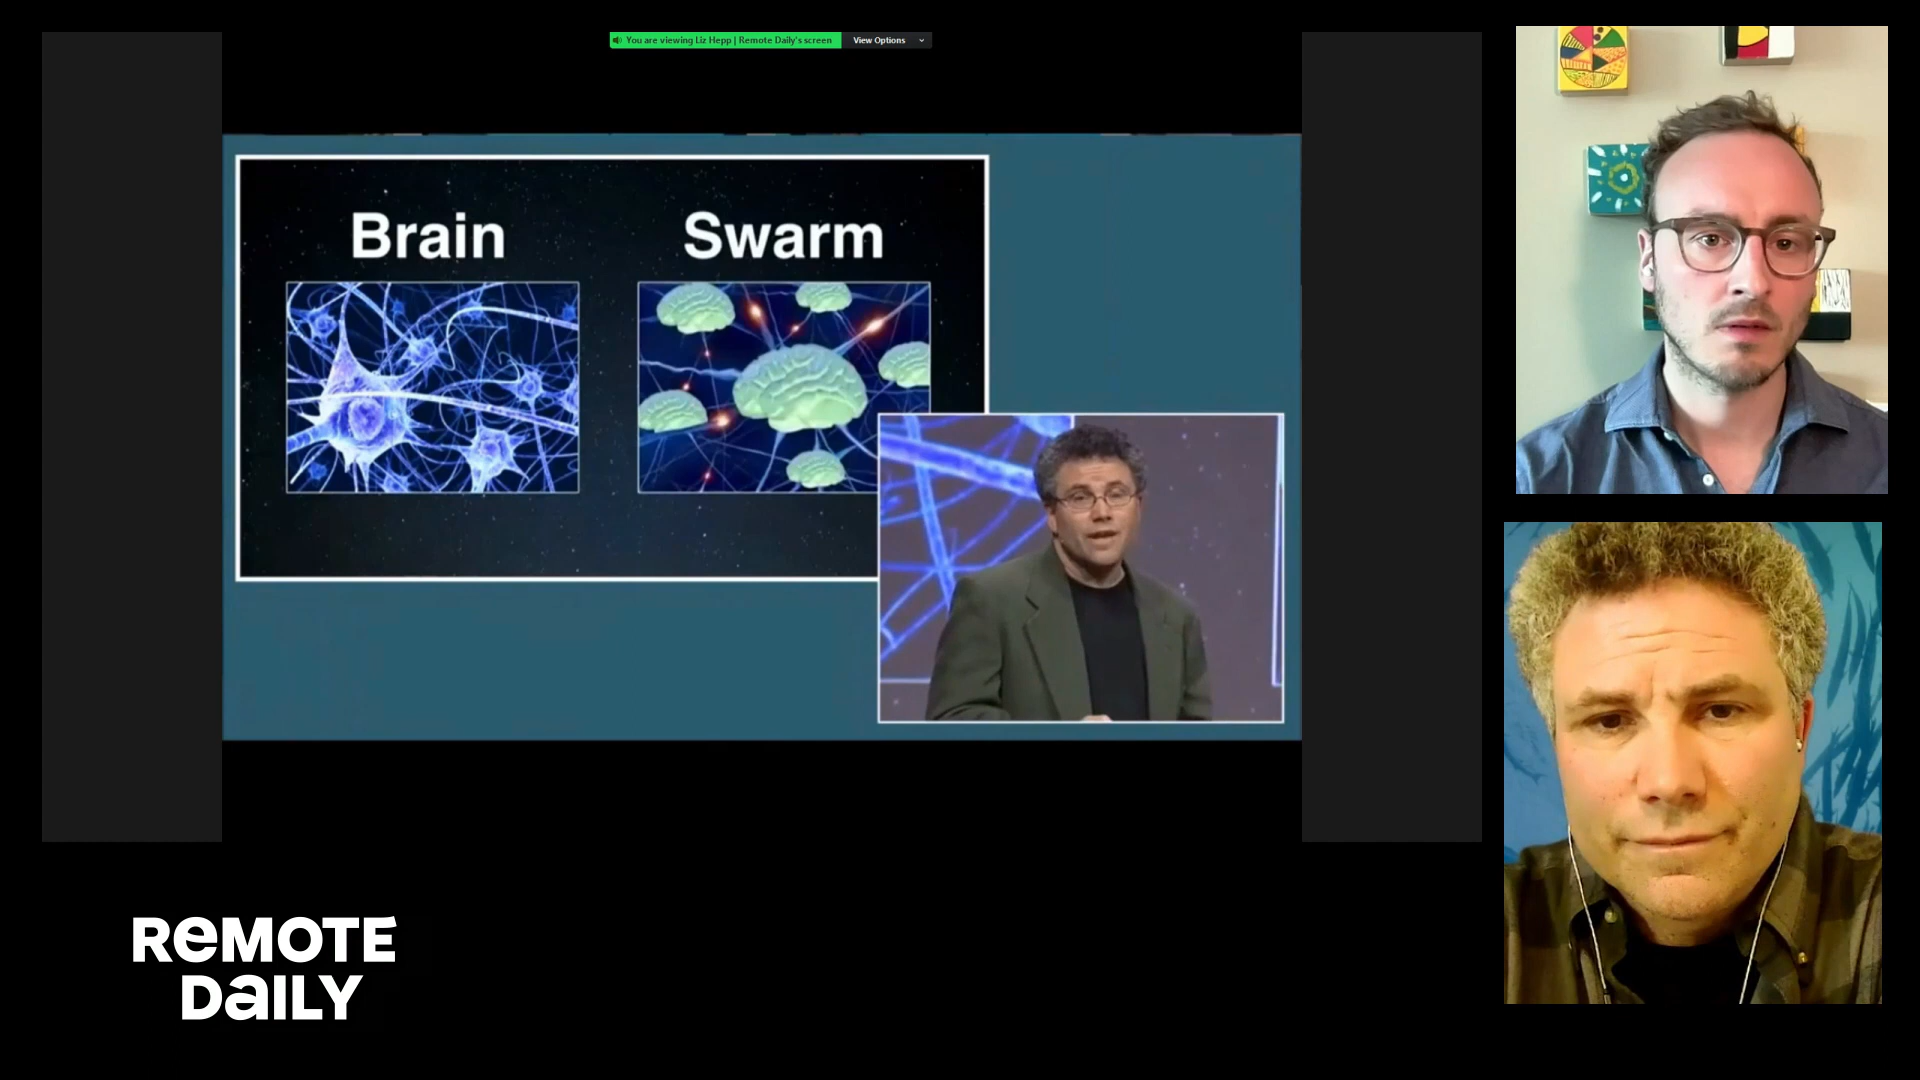 You are viewing Liz Hepp | Remote Daily's screen
View Options
Brain
Swarm
REMOTE
DAILY